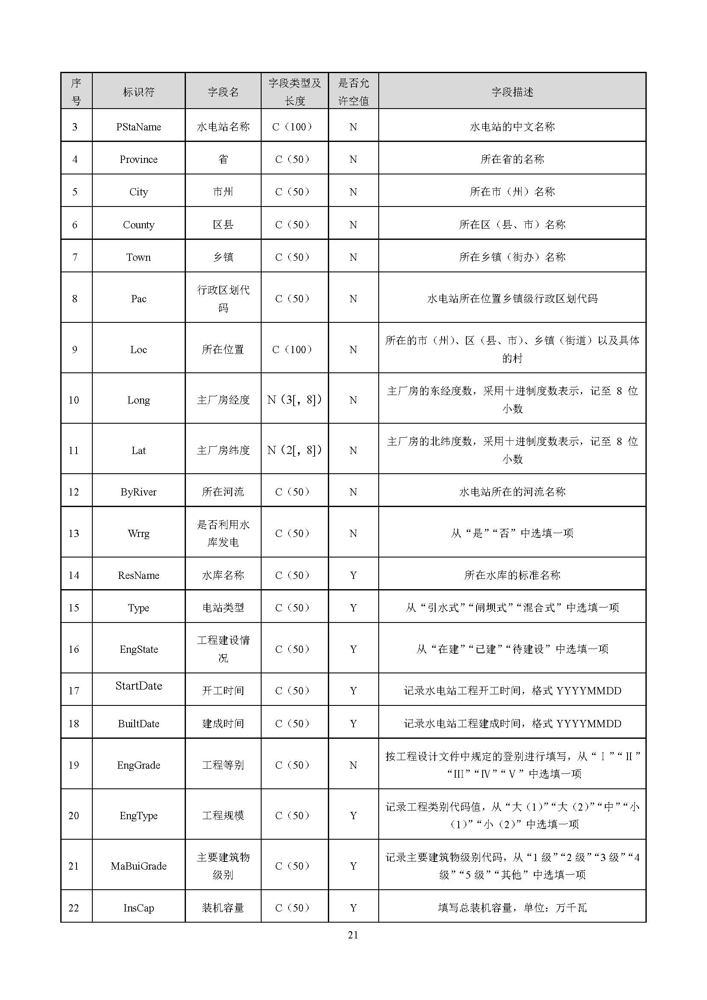 序号 标识符 字段名 字段类型及长度 是否允许空值 字段描述
3 PStaName 水电站名称 C（100） N 水电站的中文名称
4 Province 省 C（50） N 所在省的名称
5 City 市州 C（50） N 所在市（州）名称
6 County 区县 C（50） N 所在区（县、市）名称
7 Town 乡镇 C（50） N 所在乡镇（街办）名称
8 Pac 行政区划代码 C（50） N 水电站所在位置乡镇级行政区划代码
9 Loc 所在位置 C（100） N 所在的市（州）、区（县、市）、乡镇（街道）以及具体的村
10 Long 主厂房经度 N（3[，8]） N 主厂房的东经度数，采用十进制度数表示，记至 8 位小数
11 Lat 主厂房纬度 N（2[，8]） N 主厂房的北纬度数，采用十进制度数表示，记至 8 位小数
12 ByRiver 所在河流 C（50） N 水电站所在的河流名称
13 Wrrg 是否利用水库发电 C（50） N 从“是”“否”中选填一项
14 ResName 水库名称 C（50） Y 所在水库的标准名称
15 Type 电站类型 C（50） Y 从“引水式”“闸坝式”“混合式”中选填一项
16 EngState 工程建设情况 C（50） Y 从“在建”“已建”“待建设”中选填一项
17 StartDate 开工时间 C（50） Y 记录水电站工程开工时间，格式 YYYYMMDD
18 BuiltDate 建成时间 C（50） Y 记录水电站工程建成时间，格式 YYYYMMDD
19 EngGrade 工程等别 C（50） N 按工程设计文件中规定的登别进行填写，从“Ⅰ”“Ⅱ”“Ⅲ”“Ⅳ”“Ⅴ”中选填一项
20 EngType 工程规模 C（50） Y 记录工程类别代码值，从“大（1）”“大（2）”“中”“小（1）”“小（2）”中选填一项
21 MaBuiGrade 主要建筑物级别 C（50） Y 记录主要建筑物级别代码，从“1 级”“2 级”“3 级”“4 级”“5 级”“其他”中选填一项
22 InsCap 装机容量 C（50） Y 填写总装机容量，单位：万千瓦
21